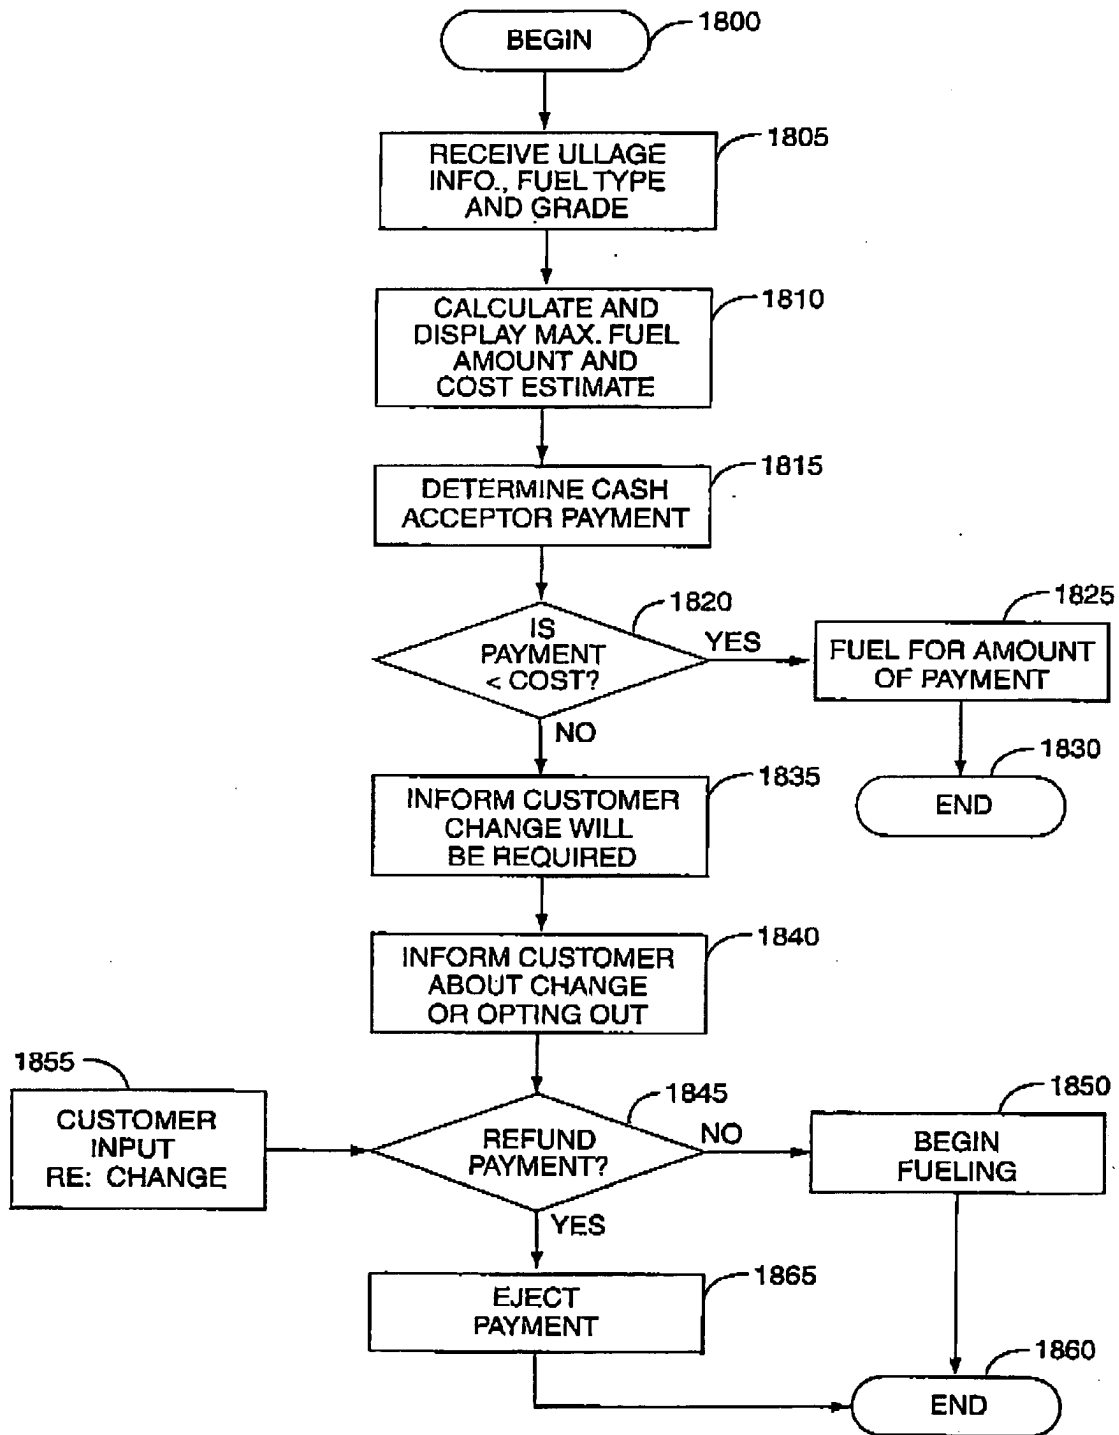 BEGIN
1800
1805
RECEIVE ULLAGE
INFO., FUEL TYPE
AND GRADE
1810
CALCULATE AND
DISPLAY MAX. FUEL
AMOUNT AND
COST ESTIMATE
1815
DETERMINE CASH
ACCEPTOR PAYMENT
1820
IS
PAYMENT
< COST?
YES
1825
FUEL FOR AMOUNT
OF PAYMENT
NO
1830
END
1835
INFORM CUSTOMER
CHANGE WILL
BE REQUIRED
1840
INFORM CUSTOMER
ABOUT CHANGE
OR OPTING OUT
1855
CUSTOMER
INPUT
RE: CHANGE
1845
REFUND
PAYMENT?
NO
1850
BEGIN
FUELING
YES
1865
EJECT
PAYMENT
1860
END